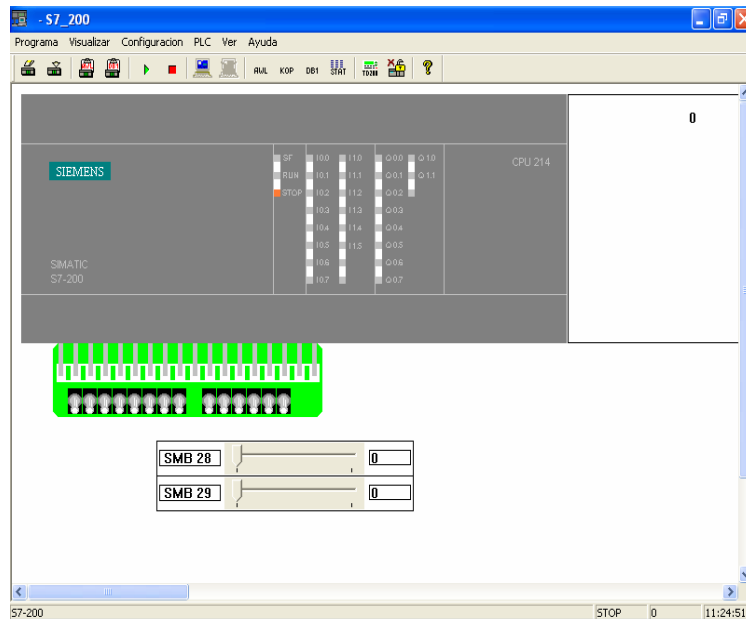 - S7_200
Programa Visualizar Configuracion PLC Ver Ayuda
AWL KOP DB1 STAT TD200
0
SIEMENS
CPU 214
SIMATIC
S7-200
SF I0.0 I1.0 Q0.0 Q1.0
RUN I0.1 I1.1 Q0.1 Q1.1
STOP I0.2 I1.2 Q0.2
I0.3 I1.3 Q0.3
I0.4 I1.4 Q0.4
I0.5 I1.5 Q0.5
I0.6 Q0.6
I0.7 Q0.7
SMB 28 0
SMB 29 0
S7-200 STOP 0 11:24:51